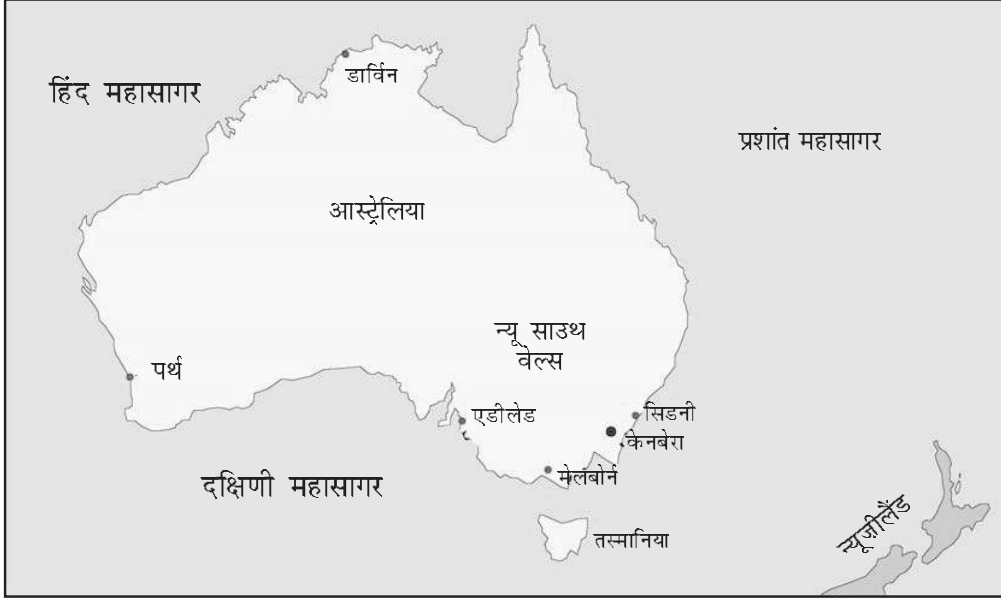 डार्विन
हिंद महासागर
प्रशांत महासागर
आस्ट्रेलिया
न्यू साउथ
वेल्स
पर्थ
एडीलेड
सिडनी
केनबेरा
मेलबोर्न
दक्षिणी महासागर
न्यूज़ीलैंड
तस्मानिया